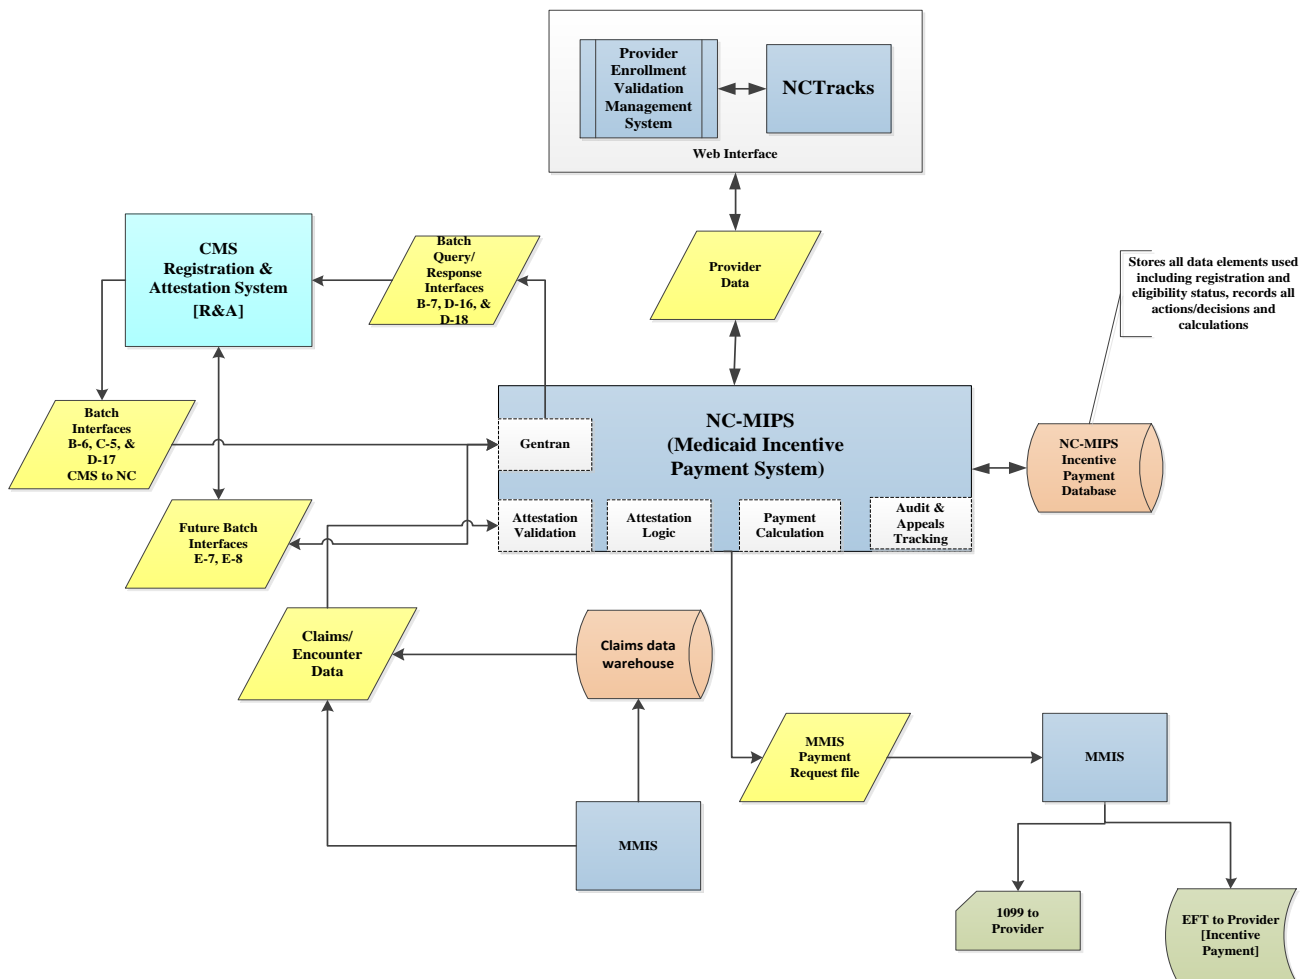 Provider
Enrollment
Validation
Management
System
NCTracks
Web Interface
CMS
Registration &
Attestation System
[R&A]
Batch
Query/
Response
Interfaces
B-7, D-16, &
D-18
Provider
Data
Stores all data elements used
including registration and
eligibility status, records all
actions/decisions and
calculations
Batch
Interfaces
B-6, C-5, &
D-17
CMS to NC
Gentran
NC-MIPS
(Medicaid Incentive
Payment System)
NC-MIPS
Incentive
Payment
Database
Future Batch
Interfaces
E-7, E-8
Attestation
Validation
Attestation
Logic
Payment
Calculation
Audit &
Appeals
Tracking
Claims/
Encounter
Data
Claims data
warehouse
MMIS
Payment
Request file
MMIS
MMIS
1099 to
Provider
EFT to Provider
[Incentive
Payment]